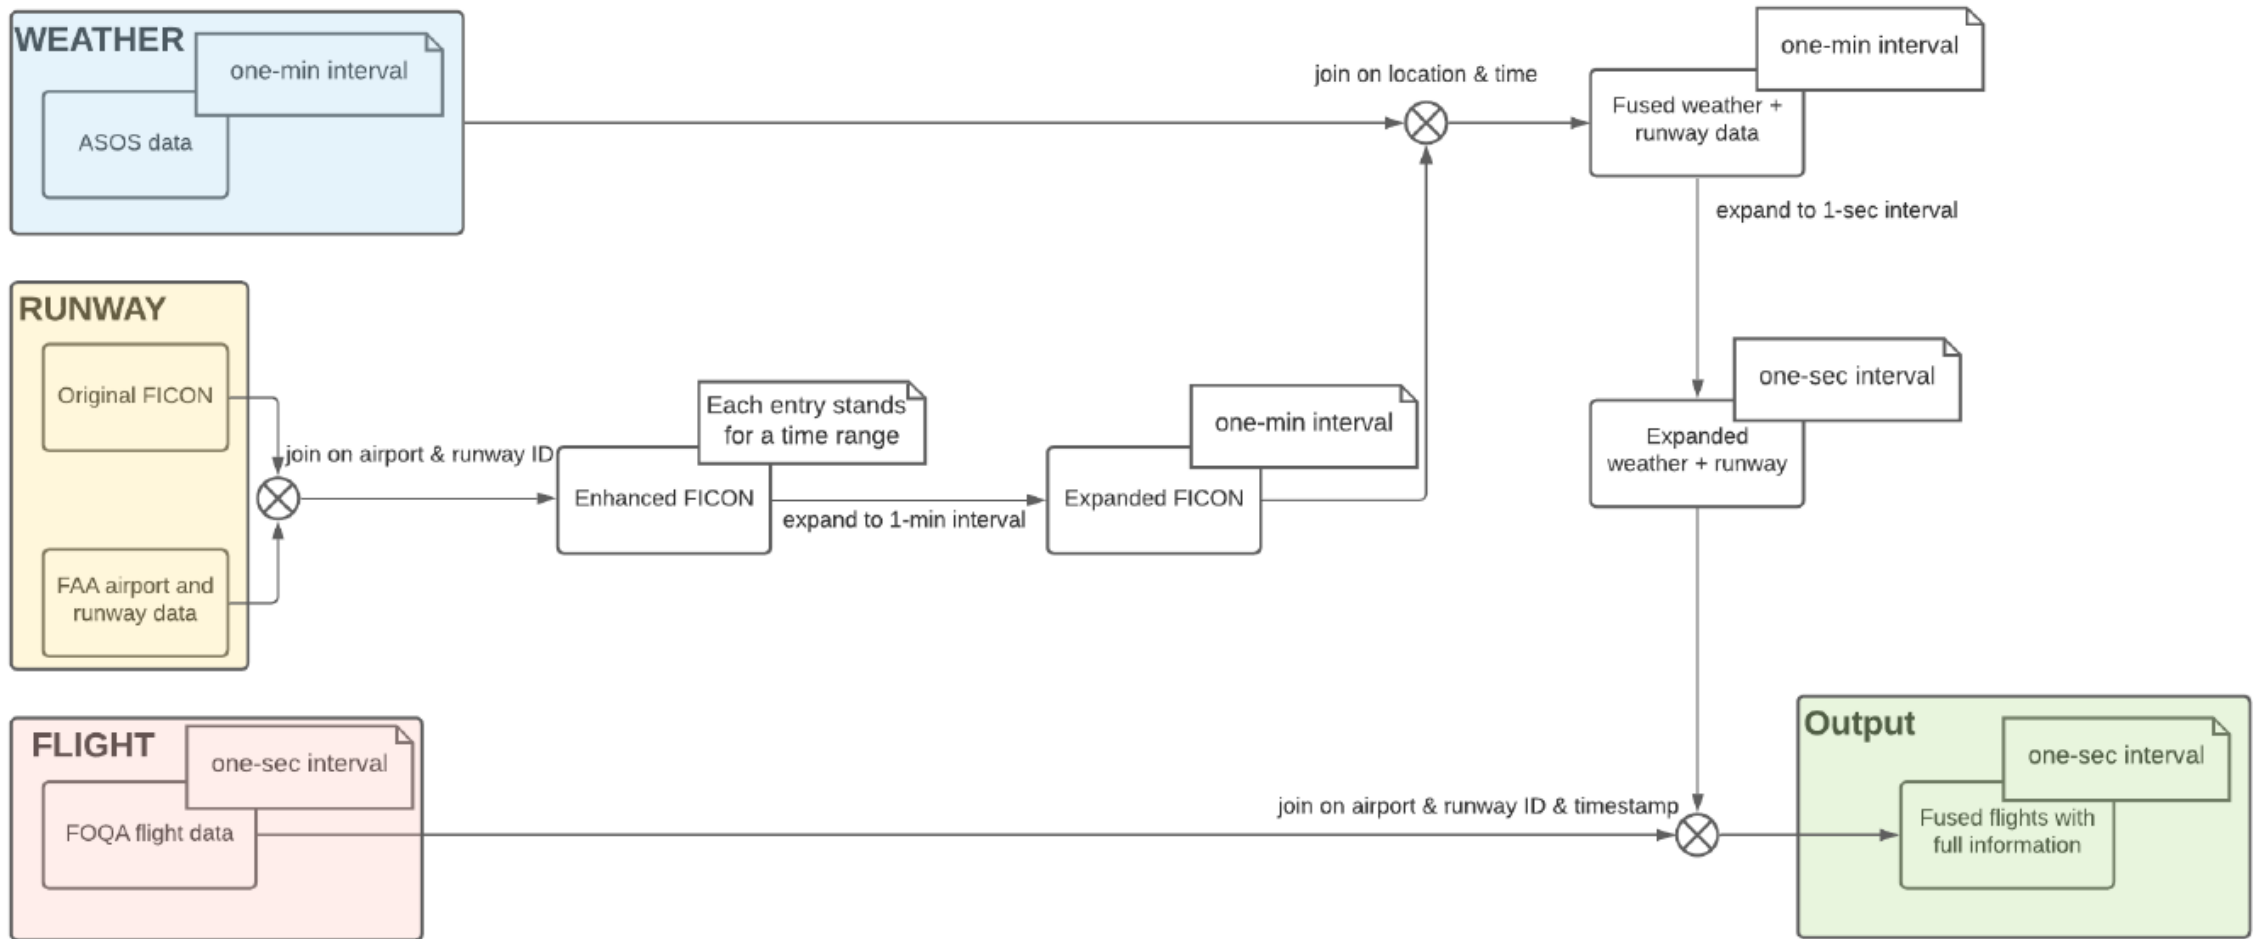 WEATHER
one-min interval
ASOS data
join on location & time
one-min interval
Fused weather +
runway data
expand to 1-sec interval
RUNWAY
Original FICON
FAA airport and
runway data
join on airport & runway ID
Each entry stands
for a time range
Enhanced FICON
expand to 1-min interval
one-min interval
Expanded FICON
one-sec interval
Expanded
weather + runway
FLIGHT
one-sec interval
FOQA flight data
join on airport & runway ID & timestamp
Output
one-sec interval
Fused flights with
full information